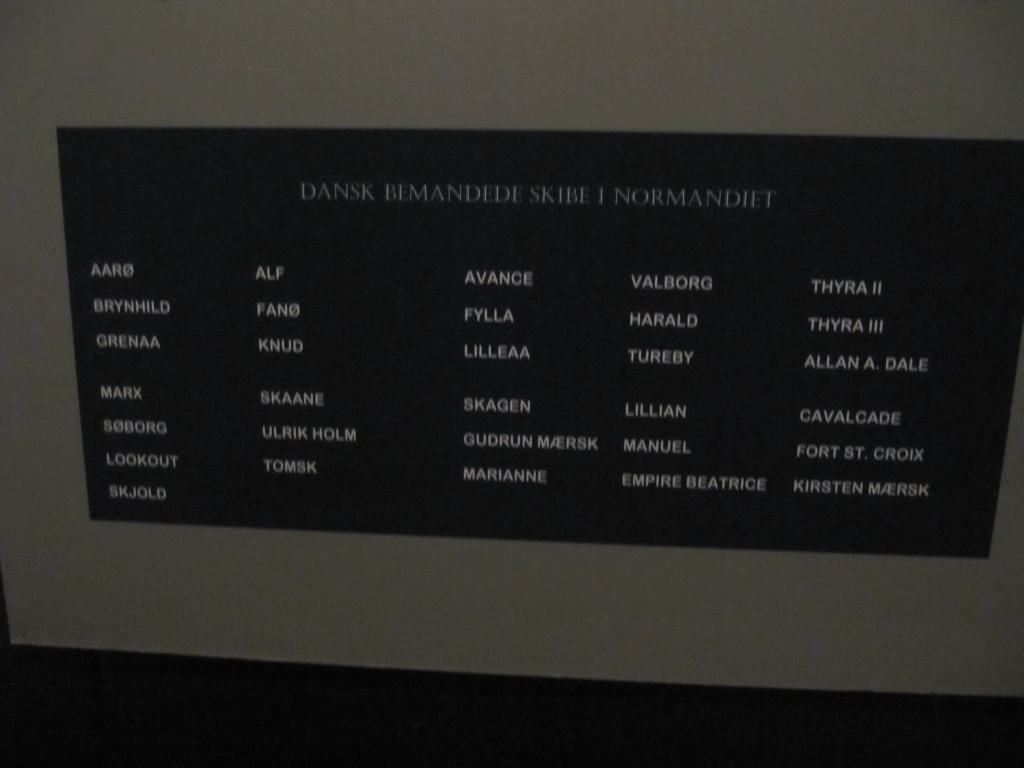 DANSK BEMANDEDE SKIBE I NORMANDIET
AARØ ALF AVANCE VALBORG THYRA II
BRYNHILD FANØ FYLLA HARALD THYRA III
GRENAA KNUD LILLEAA TUREBY ALLAN A. DALE
MARX SKAANE SKAGEN LILLIAN CAVALCADE
SØBORG ULRIK HOLM GUDRUN MÆRSK MANUEL FORT ST. CROIX
LOOKOUT TOMSK MARIANNE EMPIRE BEATRICE KIRSTEN MÆRSK
SKJOLD